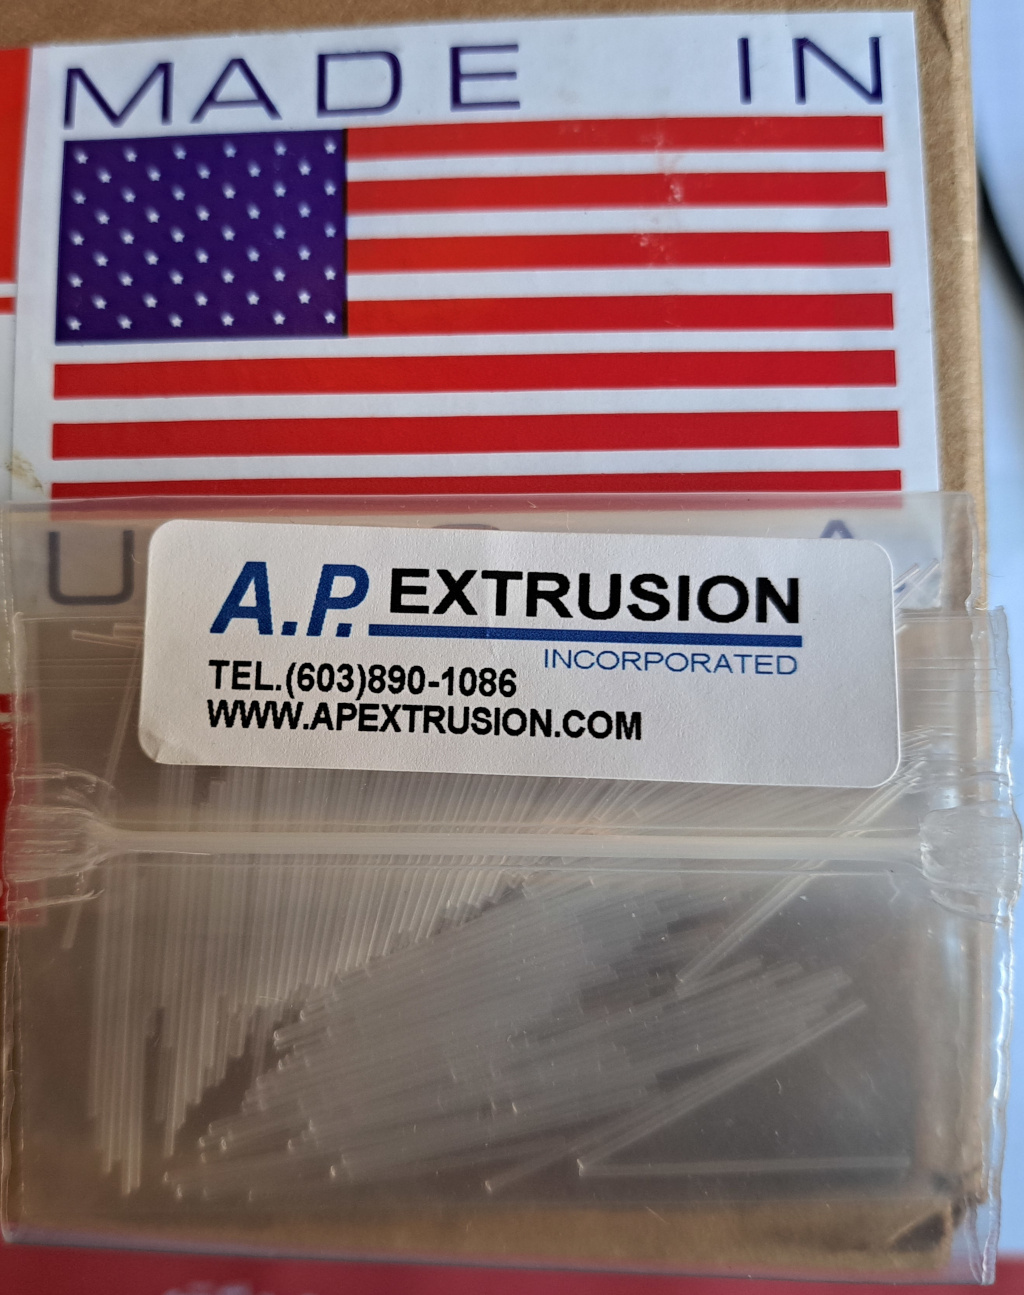 MADE IN
U S A
A.P. EXTRUSION
INCORPORATED
TEL.(603)890-1086
WWW.APEXTRUSION.COM